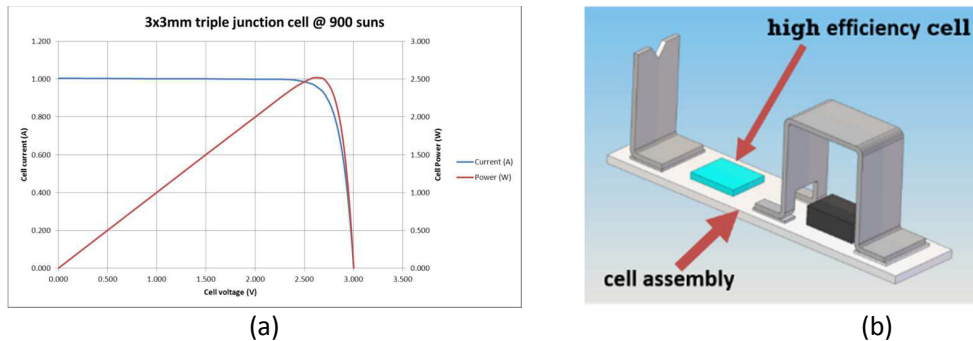 3x3mm triple junction cell @ 900 suns
1.200
1.000
0.800
0.600
0.400
0.200
0.000
Cell current (A)
3.000
2.500
2.000
1.500
1.000
0.500
0.000
Cell Power (W)
0.000 0.500 1.000 1.500 2.000 2.500 3.000 3.500
Cell voltage (V)
Current (A)
Power (W)
(a)
high efficiency cell
cell assembly
(b)